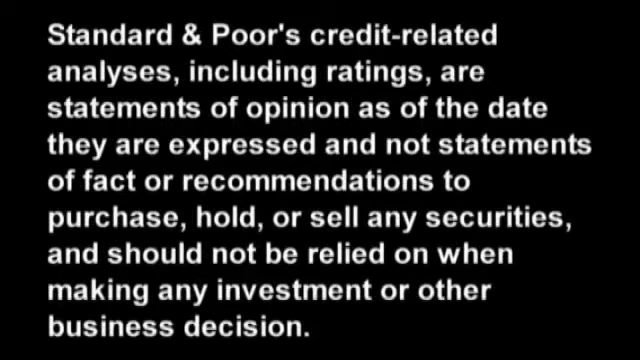 Standard & Poor's credit-related
analyses, including ratings, are
statements of opinion as of the date
they are expressed and not statements
of fact or recommendations to
purchase, hold, or sell any securities,
and should not be relied on when
making any investment or other
business decision.